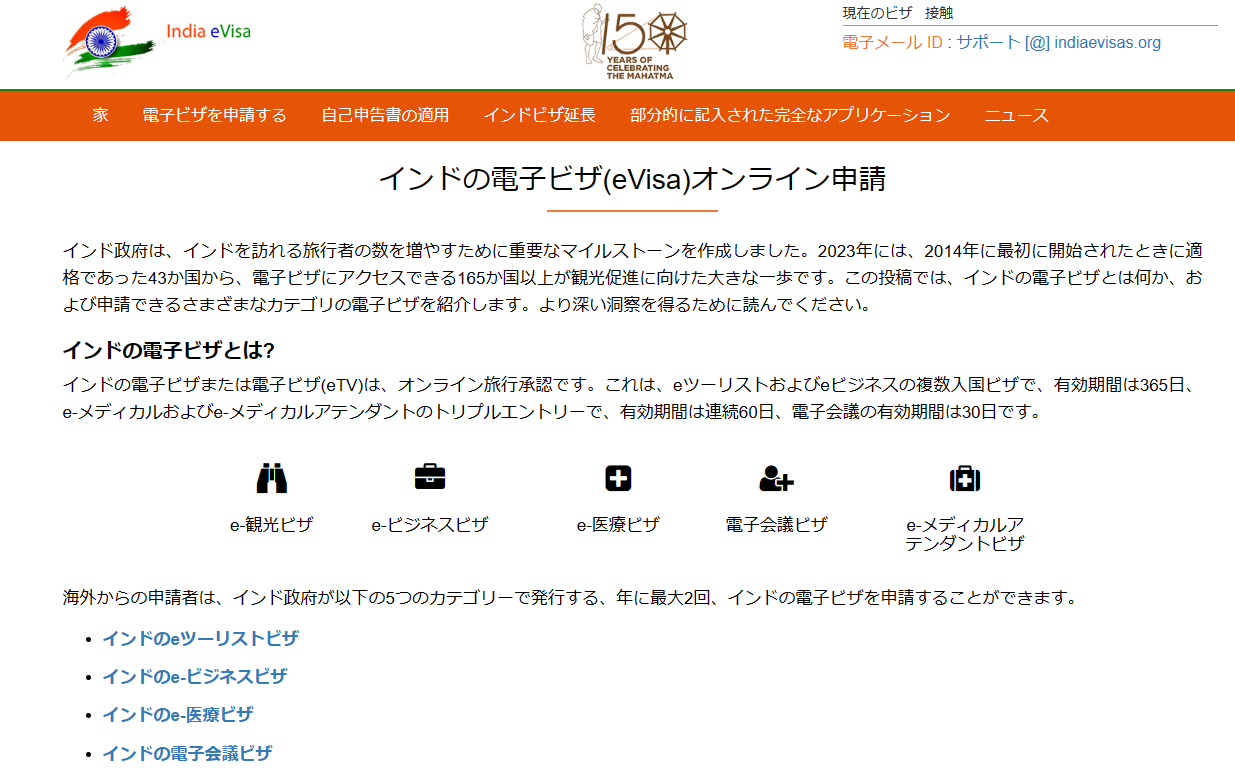 India eVisa
150
YEARS OF
CELEBRATING
THE MAHATMA
現在のビザ 接触
電子メール ID : サポート [@] indiaevisas.org
家 電子ビザを申請する 自己申告書の適用 インドビザ延長 部分的に記入された完全なアプリケーション ニュース
インドの電子ビザ(eVisa)オンライン申請
インド政府は、インドを訪れる旅行者の数を増やすために重要なマイルストーンを作成しました。2023年には、2014年に最初に開始されたときに適
格であった43か国から、電子ビザにアクセスできる165か国以上が観光促進に向けた大きな一歩です。この投稿では、インドの電子ビザとは何か、お
よび申請できるさまざまなカテゴリの電子ビザを紹介します。より深い洞察を得るために読んでください。
インドの電子ビザとは?
インドの電子ビザまたは電子ビザ(eTV)は、オンライン旅行承認です。これは、eツーリストおよびeビジネスの複数入国ビザで、有効期間は365日、
e-メディカルおよびe-メディカルアテンダントのトリプルエントリーで、有効期間は連続60日、電子会議の有効期間は30日です。
e-観光ビザ e-ビジネスビザ e-医療ビザ 電子会議ビザ e-メディカルア
テンダントビザ
海外からの申請者は、インド政府が以下の5つのカテゴリーで発行する、年に最大2回、インドの電子ビザを申請することができます。
• インドのeツーリストビザ
• インドのe-ビジネスビザ
• インドのe-医療ビザ
• インドの電子会議ビザ